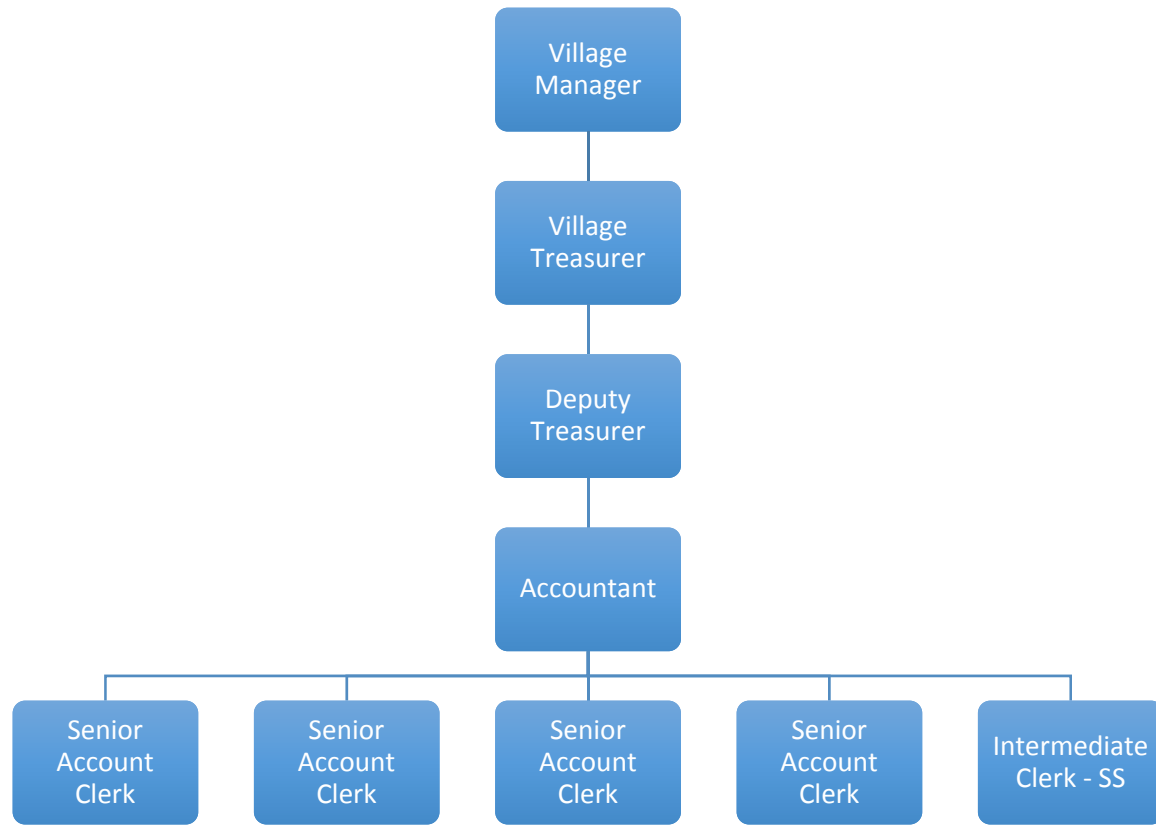 Village
Manager
Village
Treasurer
Deputy
Treasurer
Accountant
Senior
Account
Clerk
Senior
Account
Clerk
Senior
Account
Clerk
Senior
Account
Clerk
Intermediate
Clerk - SS